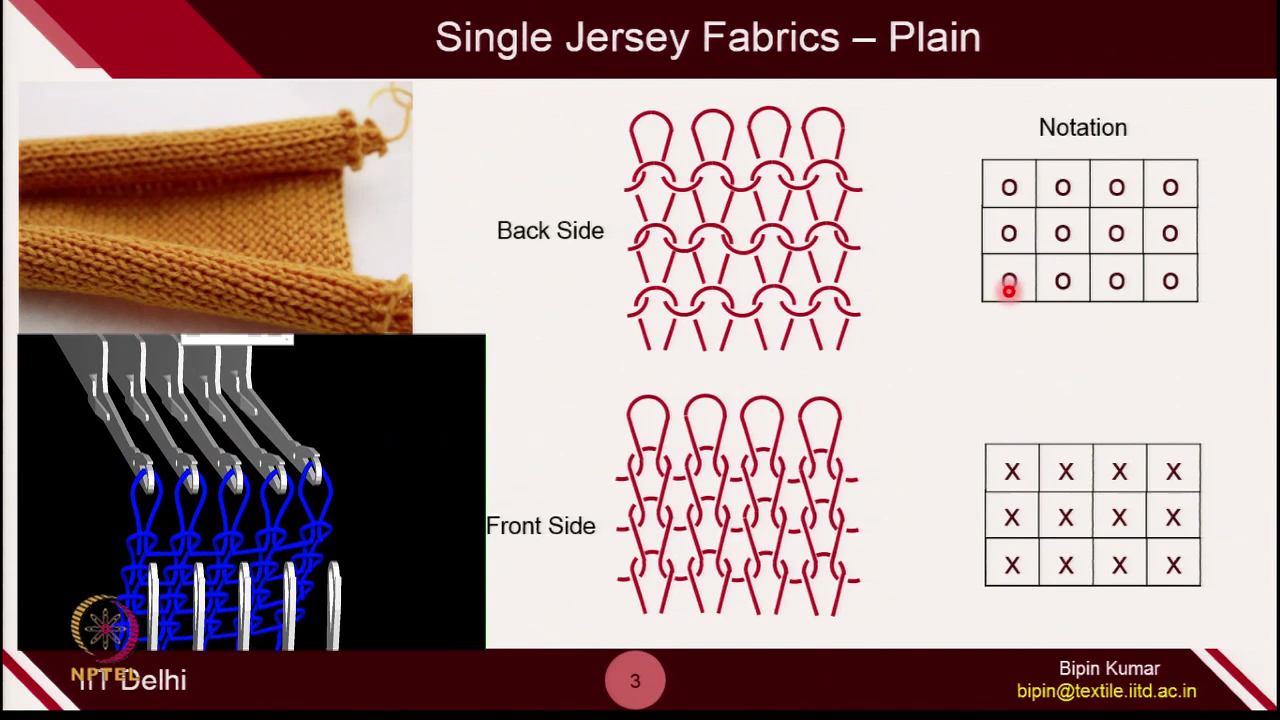 Single Jersey Fabrics – Plain
Notation
Back Side
o o o o
o o o o
o o o o
Front Side
x x x x
x x x x
x x x x
NPTEL
IIT Delhi
3
Bipin Kumar
bipin@textile.iitd.ac.in